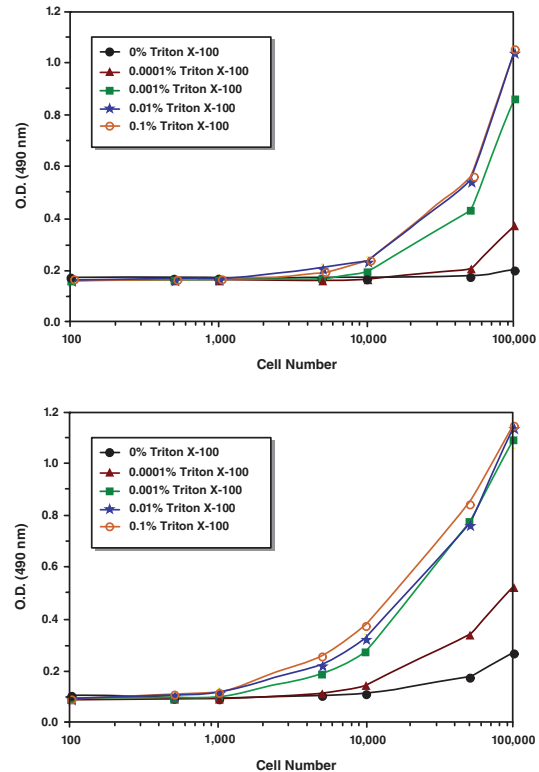 1.2
1.0
0.8
0.6
0.4
0.2
0.0
O.D. (490 nm)
0% Triton X-100
0.0001% Triton X-100
0.001% Triton X-100
0.01% Triton X-100
0.1% Triton X-100
100 1,000 10,000 100,000
Cell Number
1.2
1.0
0.8
0.6
0.4
0.2
0.0
O.D. (490 nm)
0% Triton X-100
0.0001% Triton X-100
0.001% Triton X-100
0.01% Triton X-100
0.1% Triton X-100
100 1,000 10,000 100,000
Cell Number